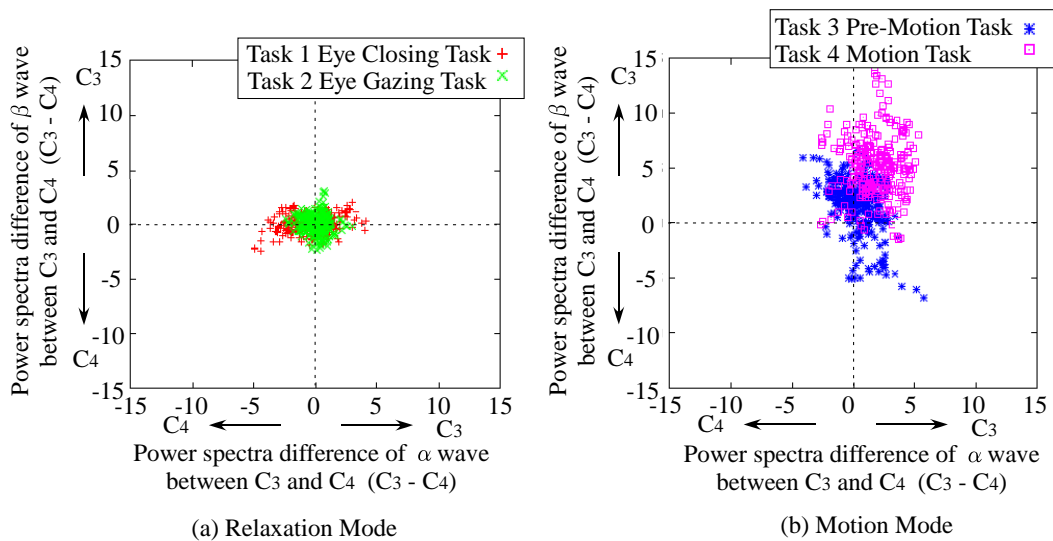 Task 1 Eye Closing Task
Task 2 Eye Gazing Task
Power spectra difference of β wave
between C3 and C4 (C3 - C4)
15
10
5
0
-5
-10
-15
C3
C4
-15
-10
-5
0
5
10
15
C4
C3
Power spectra difference of α wave
between C3 and C4 (C3 - C4)
(a) Relaxation Mode
Task 3 Pre-Motion Task
Task 4 Motion Task
Power spectra difference of β wave
between C3 and C4 (C3 - C4)
15
10
5
0
-5
-10
-15
C3
C4
-15
-10
-5
0
5
10
15
C4
C3
Power spectra difference of α wave
between C3 and C4 (C3 - C4)
(b) Motion Mode